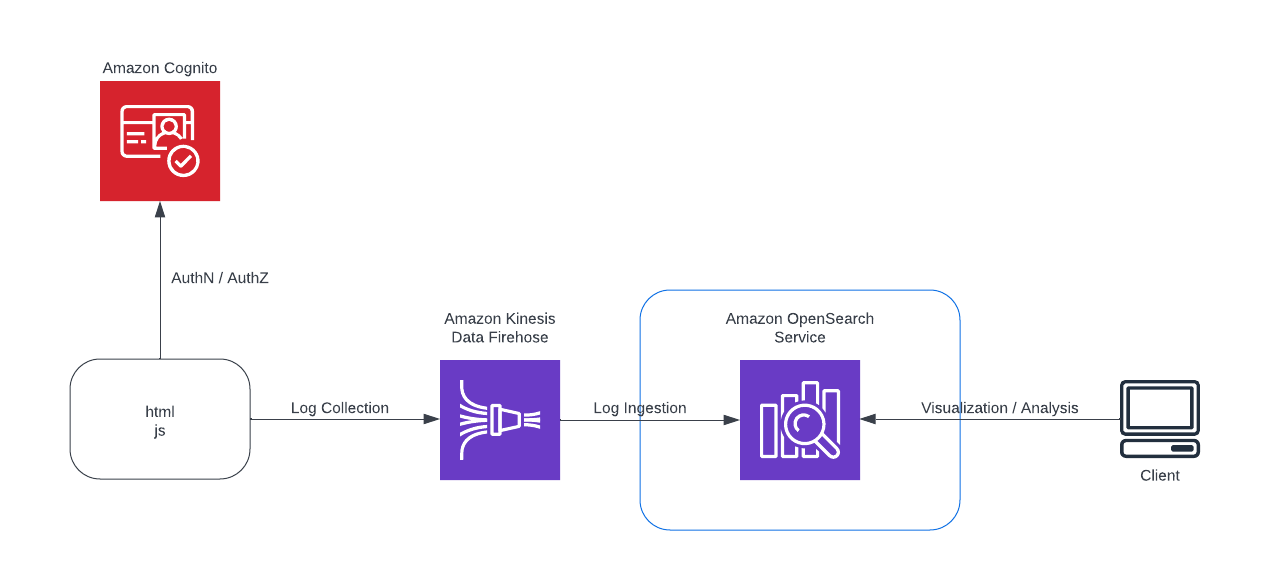 Amazon Cognito
AuthN / AuthZ
html
js
Log Collection
Amazon Kinesis
Data Firehose
Log Ingestion
Amazon OpenSearch
Service
Visualization / Analysis
Client